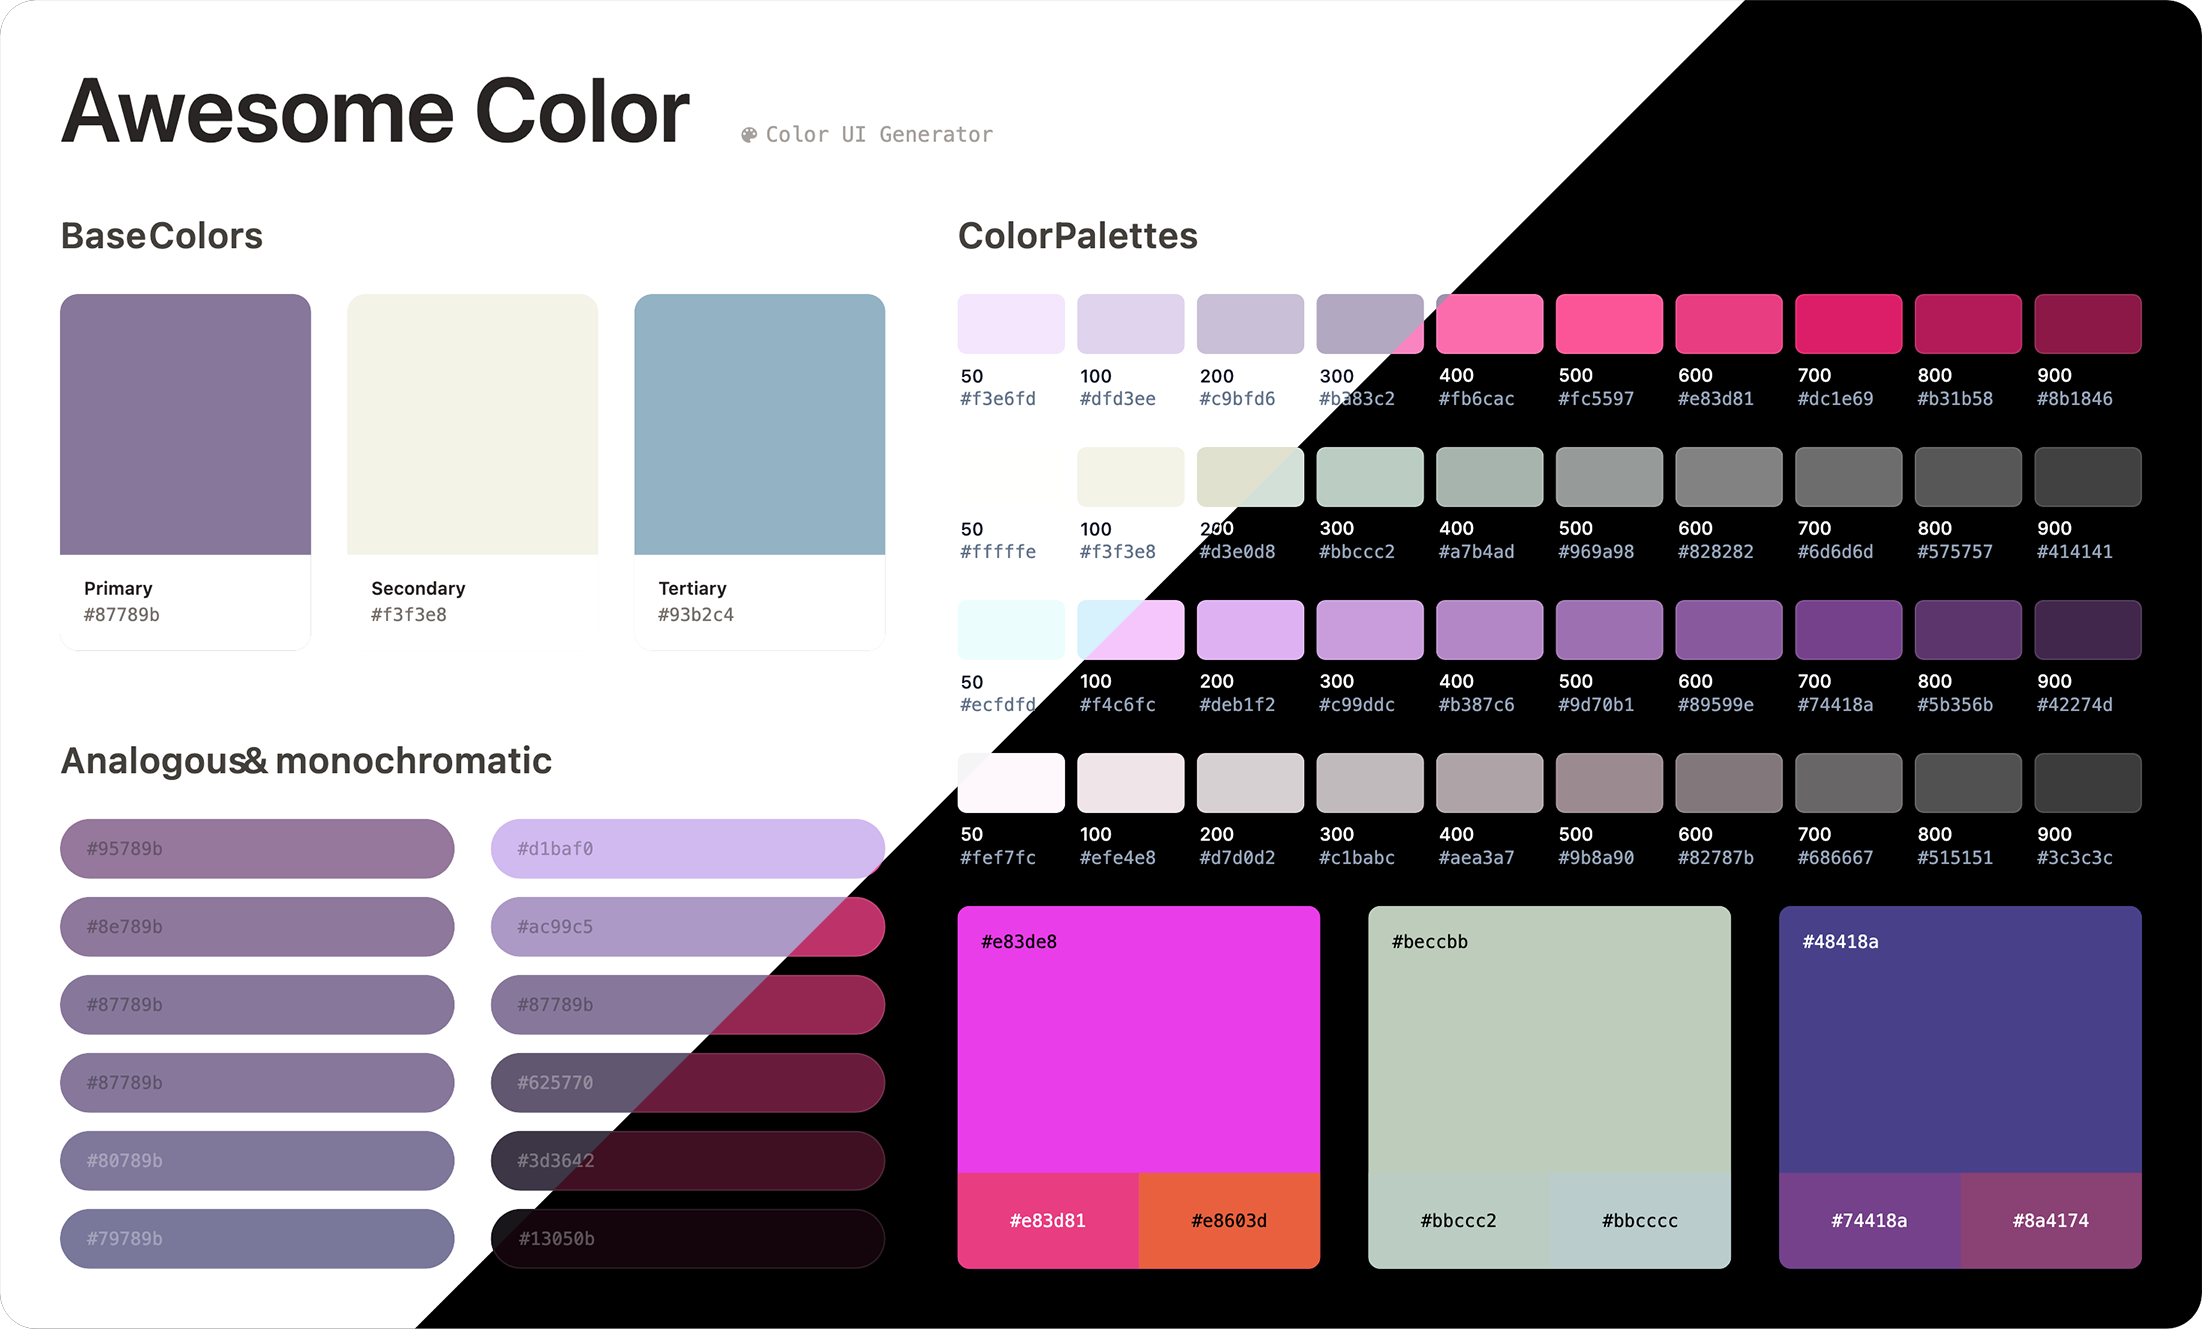 Awesome Color
Color UI Generator
BaseColors
Primary
#87789b
Secondary
#f3f3e8
Tertiary
#93b2c4
Analogous& monochromatic
#95789b
#d1baf0
#8e789b
#ac99c5
#87789b
#87789b
#87789b
#625770
#80789b
#3d3642
#79789b
#13050b
ColorPalettes
50 100 200 300 400 500 600 700 800 900
#f3e6fd #dfd3ee #c9bfd6 #ba83c2 #fb6cac #fc5597 #e83d81 #dc1e69 #b31b58 #8b1846
50 100 200 300 400 500 600 700 800 900
#fffffe #f3f3e8 #d3e0d8 #bbccc2 #a7b4ad #969a98 #828282 #6d6d6d #575757 #414141
50 100 200 300 400 500 600 700 800 900
#ecfdfd #f4c6fc #deb1f2 #c99ddc #b387c6 #9d70b1 #89599e #74418a #5b356b #42274d
50 100 200 300 400 500 600 700 800 900
#fef7fc #efe4e8 #d7d0d2 #c1babc #aea3a7 #9b8a90 #82787b #686667 #515151 #3c3c3c
#e83de8
#e83d81 #e8603d
#beccbb
#bbccc2 #bbcccc
#48418a
#74418a #8a4174